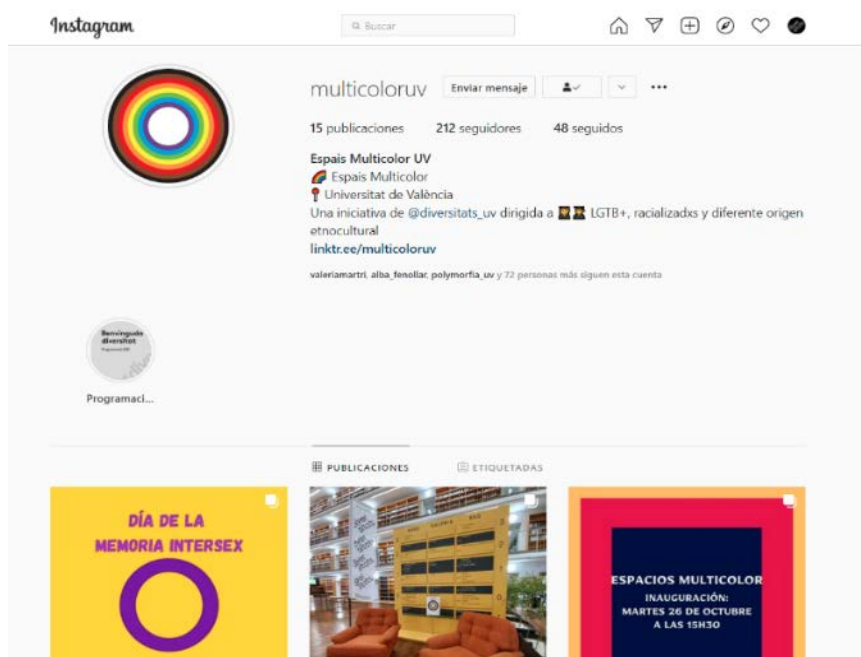 Instagram
Buscar
multicoloruv
Enviar mensaje
15 publicaciones 212 seguidores 48 seguidos
Espais Multicolor UV
Espais Multicolor
Universitat de València
Una iniciativa de @diversitats_uv dirigida a LGTB+, racializadxs y diferente origen
etnocultural
linktr.ee/multicoloruv
valeriamartri, alba_fenollar, polymorfia_uv y 72 personas más siguen esta cuenta
Benvinguda
diversitat
Programaci...
PUBLICACIONES
ETIQUETADAS
DÍA DE LA
MEMORIA INTERSEX
ESPACIOS MULTICOLOR
INAUGURACIÓN:
MARTES 26 DE OCTUBRE
A LAS 15H30